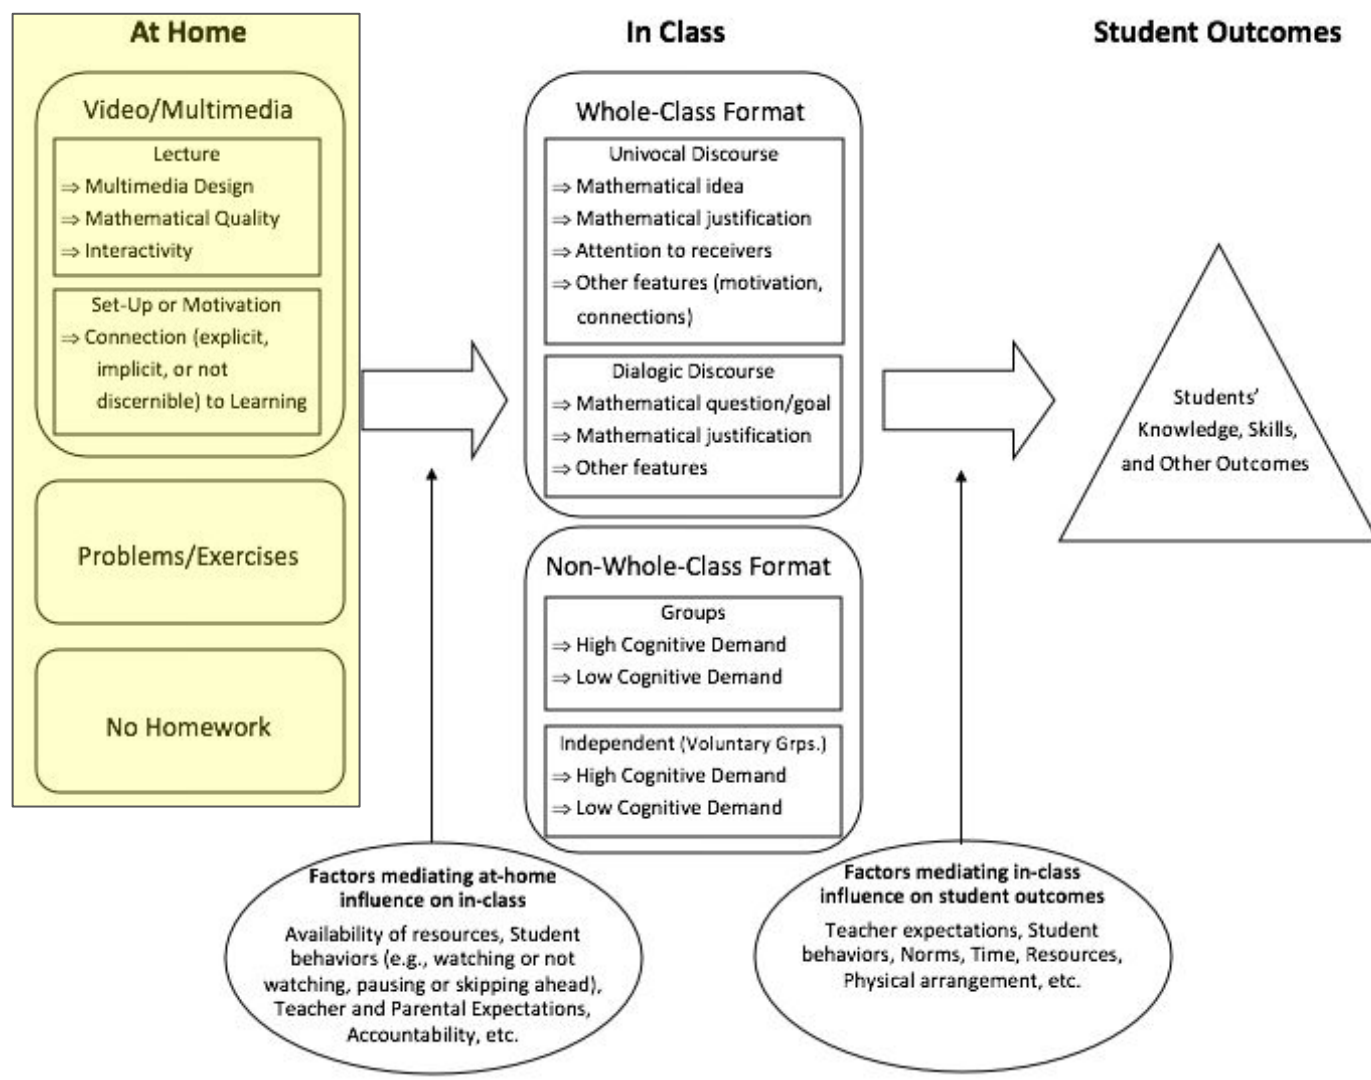 At Home
Video/Multimedia
Lecture
⇒ Multimedia Design
⇒ Mathematical Quality
⇒ Interactivity
Set-Up or Motivation
⇒ Connection (explicit,
implicit, or not
discernible) to Learning
Problems/Exercises
No Homework
In Class
Whole-Class Format
Univocal Discourse
⇒ Mathematical idea
⇒ Mathematical justification
⇒ Attention to receivers
⇒ Other features (motivation,
connections)
Dialogic Discourse
⇒ Mathematical question/goal
⇒ Mathematical justification
⇒ Other features
Non-Whole-Class Format
Groups
⇒ High Cognitive Demand
⇒ Low Cognitive Demand
Independent (Voluntary Grps.)
⇒ High Cognitive Demand
⇒ Low Cognitive Demand
Student Outcomes
Students'
Knowledge, Skills,
and Other Outcomes
Factors mediating at-home
influence on in-class
Availability of resources, Student
behaviors (e.g., watching or not
watching, pausing or skipping ahead),
Teacher and Parental Expectations,
Accountability, etc.
Factors mediating in-class
influence on student outcomes
Teacher expectations, Student
behaviors, Norms, Time, Resources,
Physical arrangement, etc.